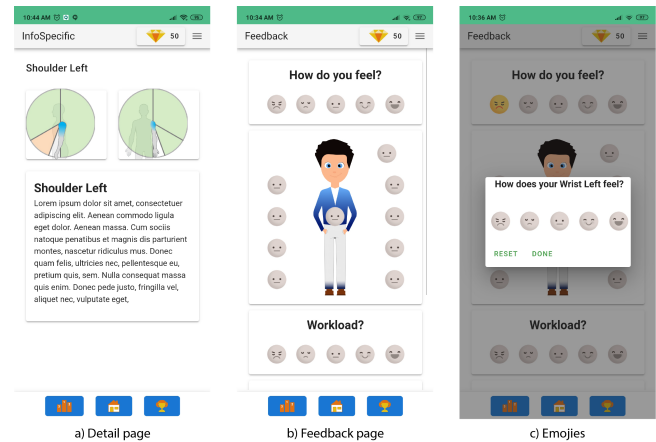 10:44 AM
InfoSpecific
50
Shoulder Left
Shoulder Left
Lorem ipsum dolor sit amet, consectetuer
adipiscing elit. Aenean commodo ligula
eget dolor. Aenean massa. Cum sociis
natoque penatibus et magnis dis parturient
montes, nascetur ridiculus mus. Donec
quam felis, ultricies nec, pellentesque eu,
pretium quis, sem. Nulla consequat massa
quis enim. Donec pede justo, fringilla vel,
aliquet nec, vulputate eget,
a) Detail page
10:34 AM
Feedback
50
How do you feel?
Workload?
b) Feedback page
10:36 AM
Feedback
50
How do you feel?
How does your Wrist Left feel?
RESET DONE
Workload?
c) Emojies